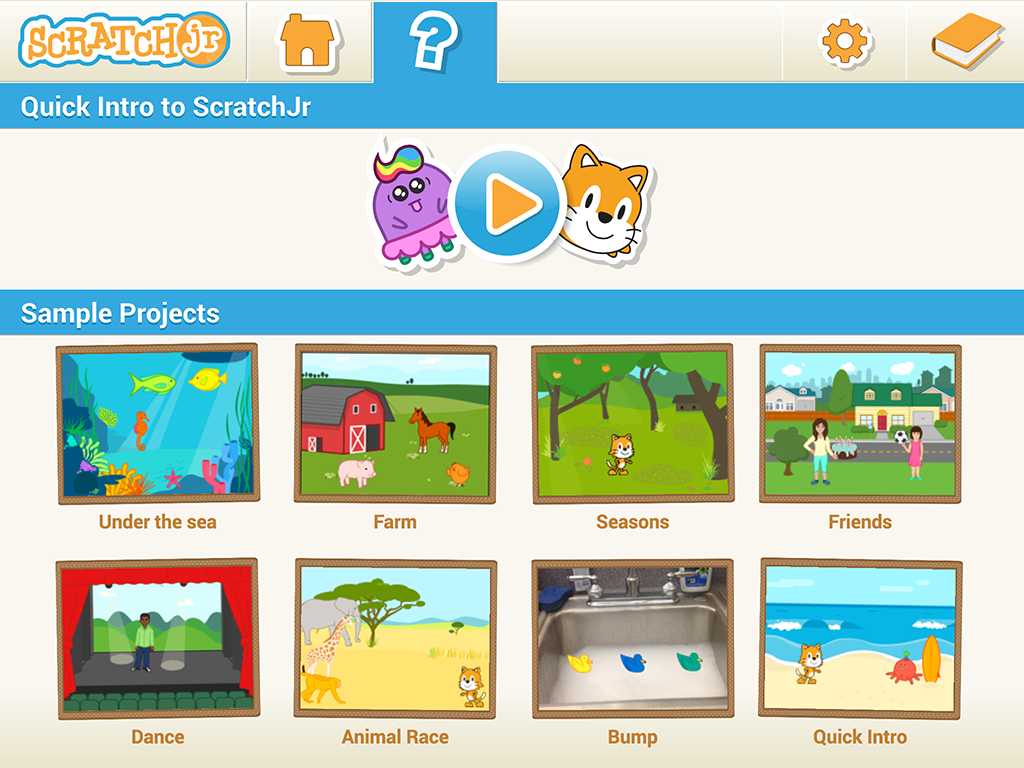 SCRATCHJr
Quick Intro to ScratchJr
Sample Projects
Under the sea
Farm
Seasons
Friends
Dance
Animal Race
Bump
Quick Intro